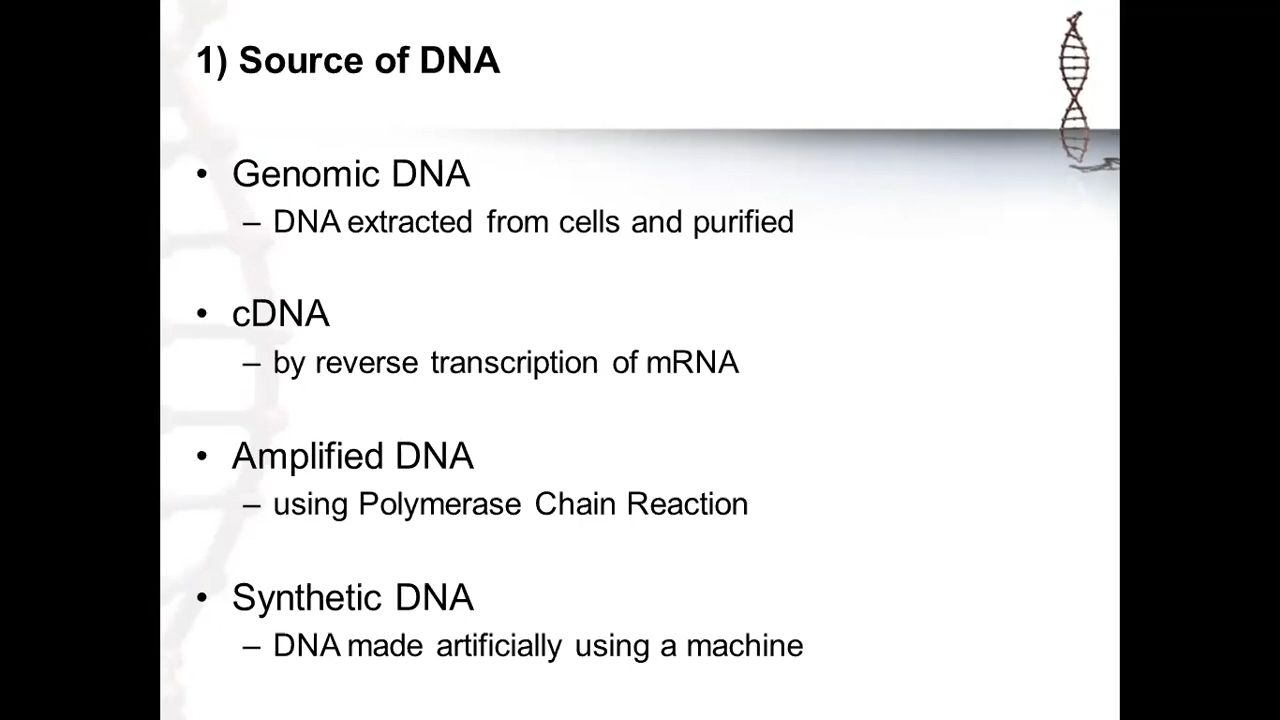 1) Source of DNA
• Genomic DNA
– DNA extracted from cells and purified
• cDNA
– by reverse transcription of mRNA
• Amplified DNA
– using Polymerase Chain Reaction
• Synthetic DNA
– DNA made artificially using a machine